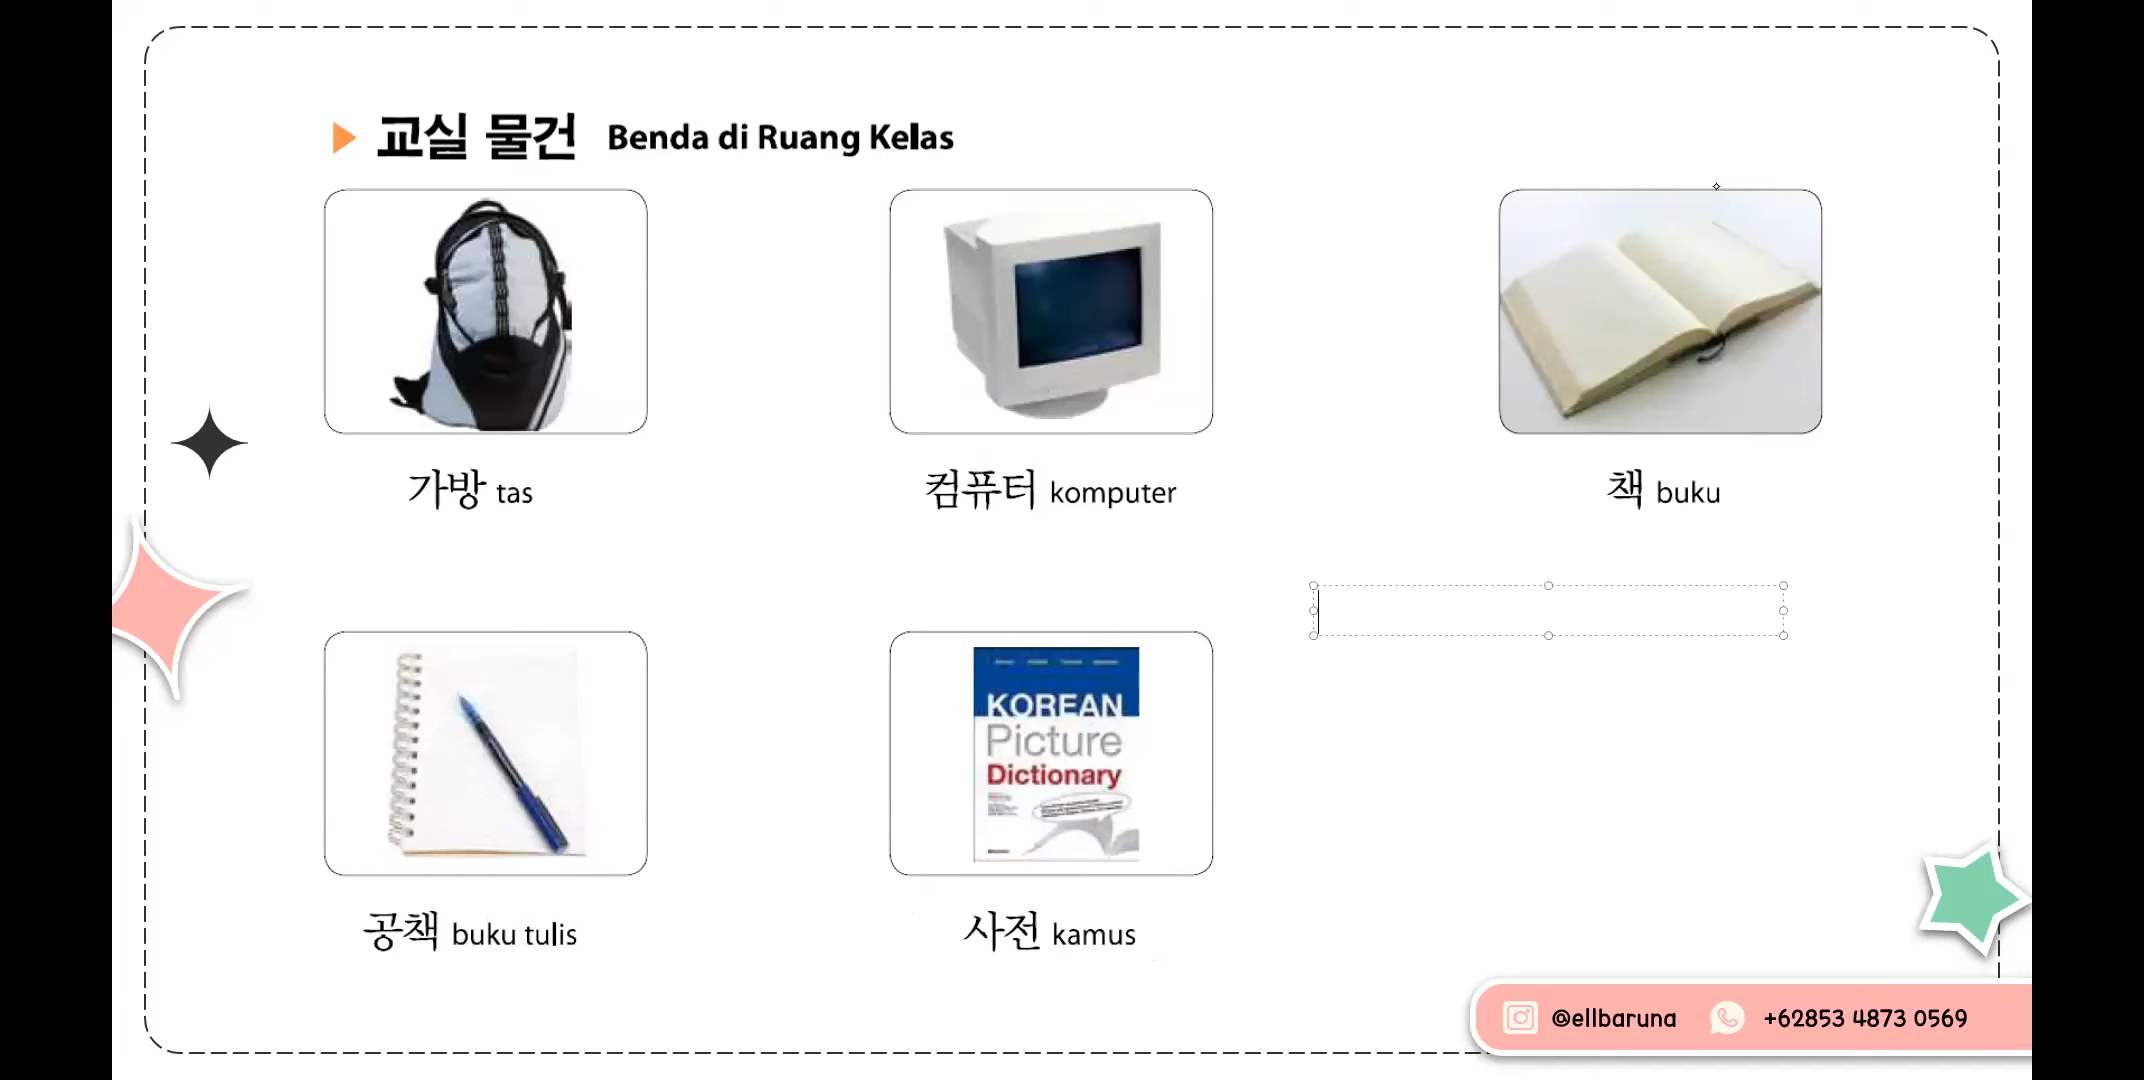 교실 물건 Benda di Ruang Kelas
가방 tas
컴퓨터 komputer
책 buku
KOREAN
Picture
Dictionary
공책 buku tulis
사전 kamus
@ellbaruna +62853 4873 0569